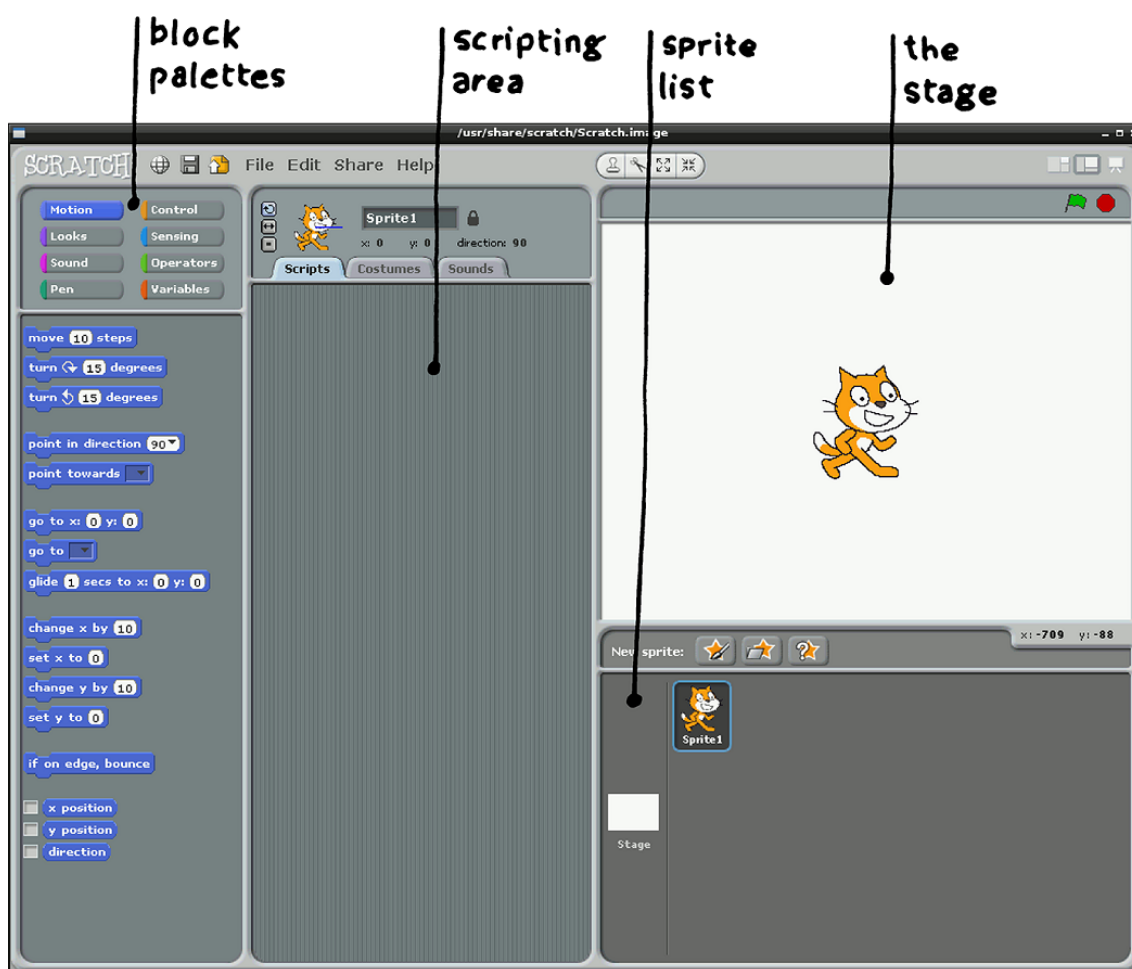 block
palettes
scripting
area
sprite
list
the
stage
/usr/share/scratch/Scratch.image
SCRATCH File Edit Share Help
Motion Control
Looks Sensing
Sound Operators
Pen Variables
Sprite1
x: 0 y: 0 direction: 90
Scripts Costumes Sounds
move 10 steps
turn 15 degrees
turn 15 degrees
point in direction 90
point towards
go to x: 0 y: 0
go to
glide 1 secs to x: 0 y: 0
change x by 10
set x to 0
change y by 10
set y to 0
if on edge, bounce
x position
y position
direction
x: -709 y: -88
New sprite:
Sprite1
Stage